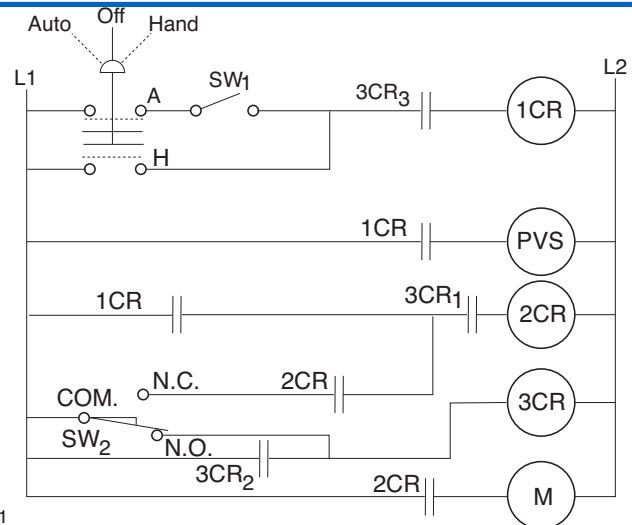 Auto Off Hand
L1 L2
A SW1 3CR3 1CR
H
1CR PVS
1CR 3CR1 2CR
N.C. 2CR 3CR
COM.
SW2 N.O.
3CR2 2CR M
1